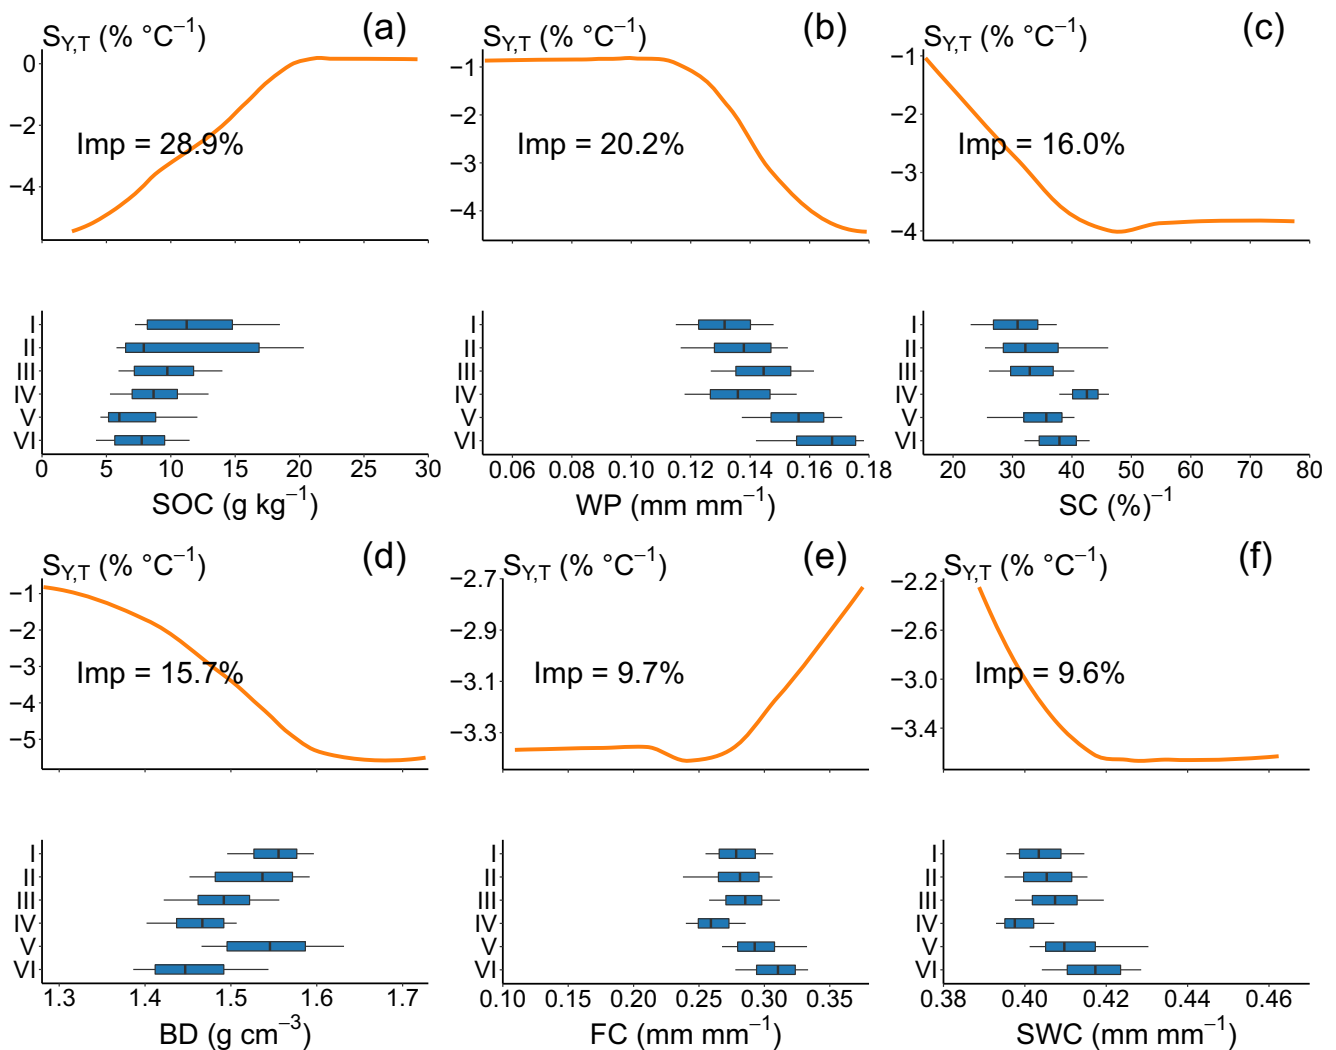 S_Y,T (% °C⁻¹) (a)
0
−2
−4
Imp = 28.9%
I
II
III
IV
V
VI
0 5 10 15 20 25 30
SOC (g kg⁻¹)
S_Y,T (% °C⁻¹) (b)
−1
−2
−3
−4
Imp = 20.2%
I
II
III
IV
V
VI
0.06 0.08 0.10 0.12 0.14 0.16 0.18
WP (mm mm⁻¹)
S_Y,T (% °C⁻¹) (c)
−1
−2
−3
−4
Imp = 16.0%
I
II
III
IV
V
VI
20 30 40 50 60 70 80
SC (%)⁻¹
S_Y,T (% °C⁻¹) (d)
−1
−2
−3
−4
−5
Imp = 15.7%
I
II
III
IV
V
VI
1.3 1.4 1.5 1.6 1.7
BD (g cm⁻³)
S_Y,T (% °C⁻¹) (e)
−2.7
−2.9
−3.1
−3.3
Imp = 9.7%
I
II
III
IV
V
VI
0.10 0.15 0.20 0.25 0.30 0.35
FC (mm mm⁻¹)
S_Y,T (% °C⁻¹) (f)
−2.2
−2.6
−3.0
−3.4
Imp = 9.6%
I
II
III
IV
V
VI
0.38 0.40 0.42 0.44 0.46
SWC (mm mm⁻¹)